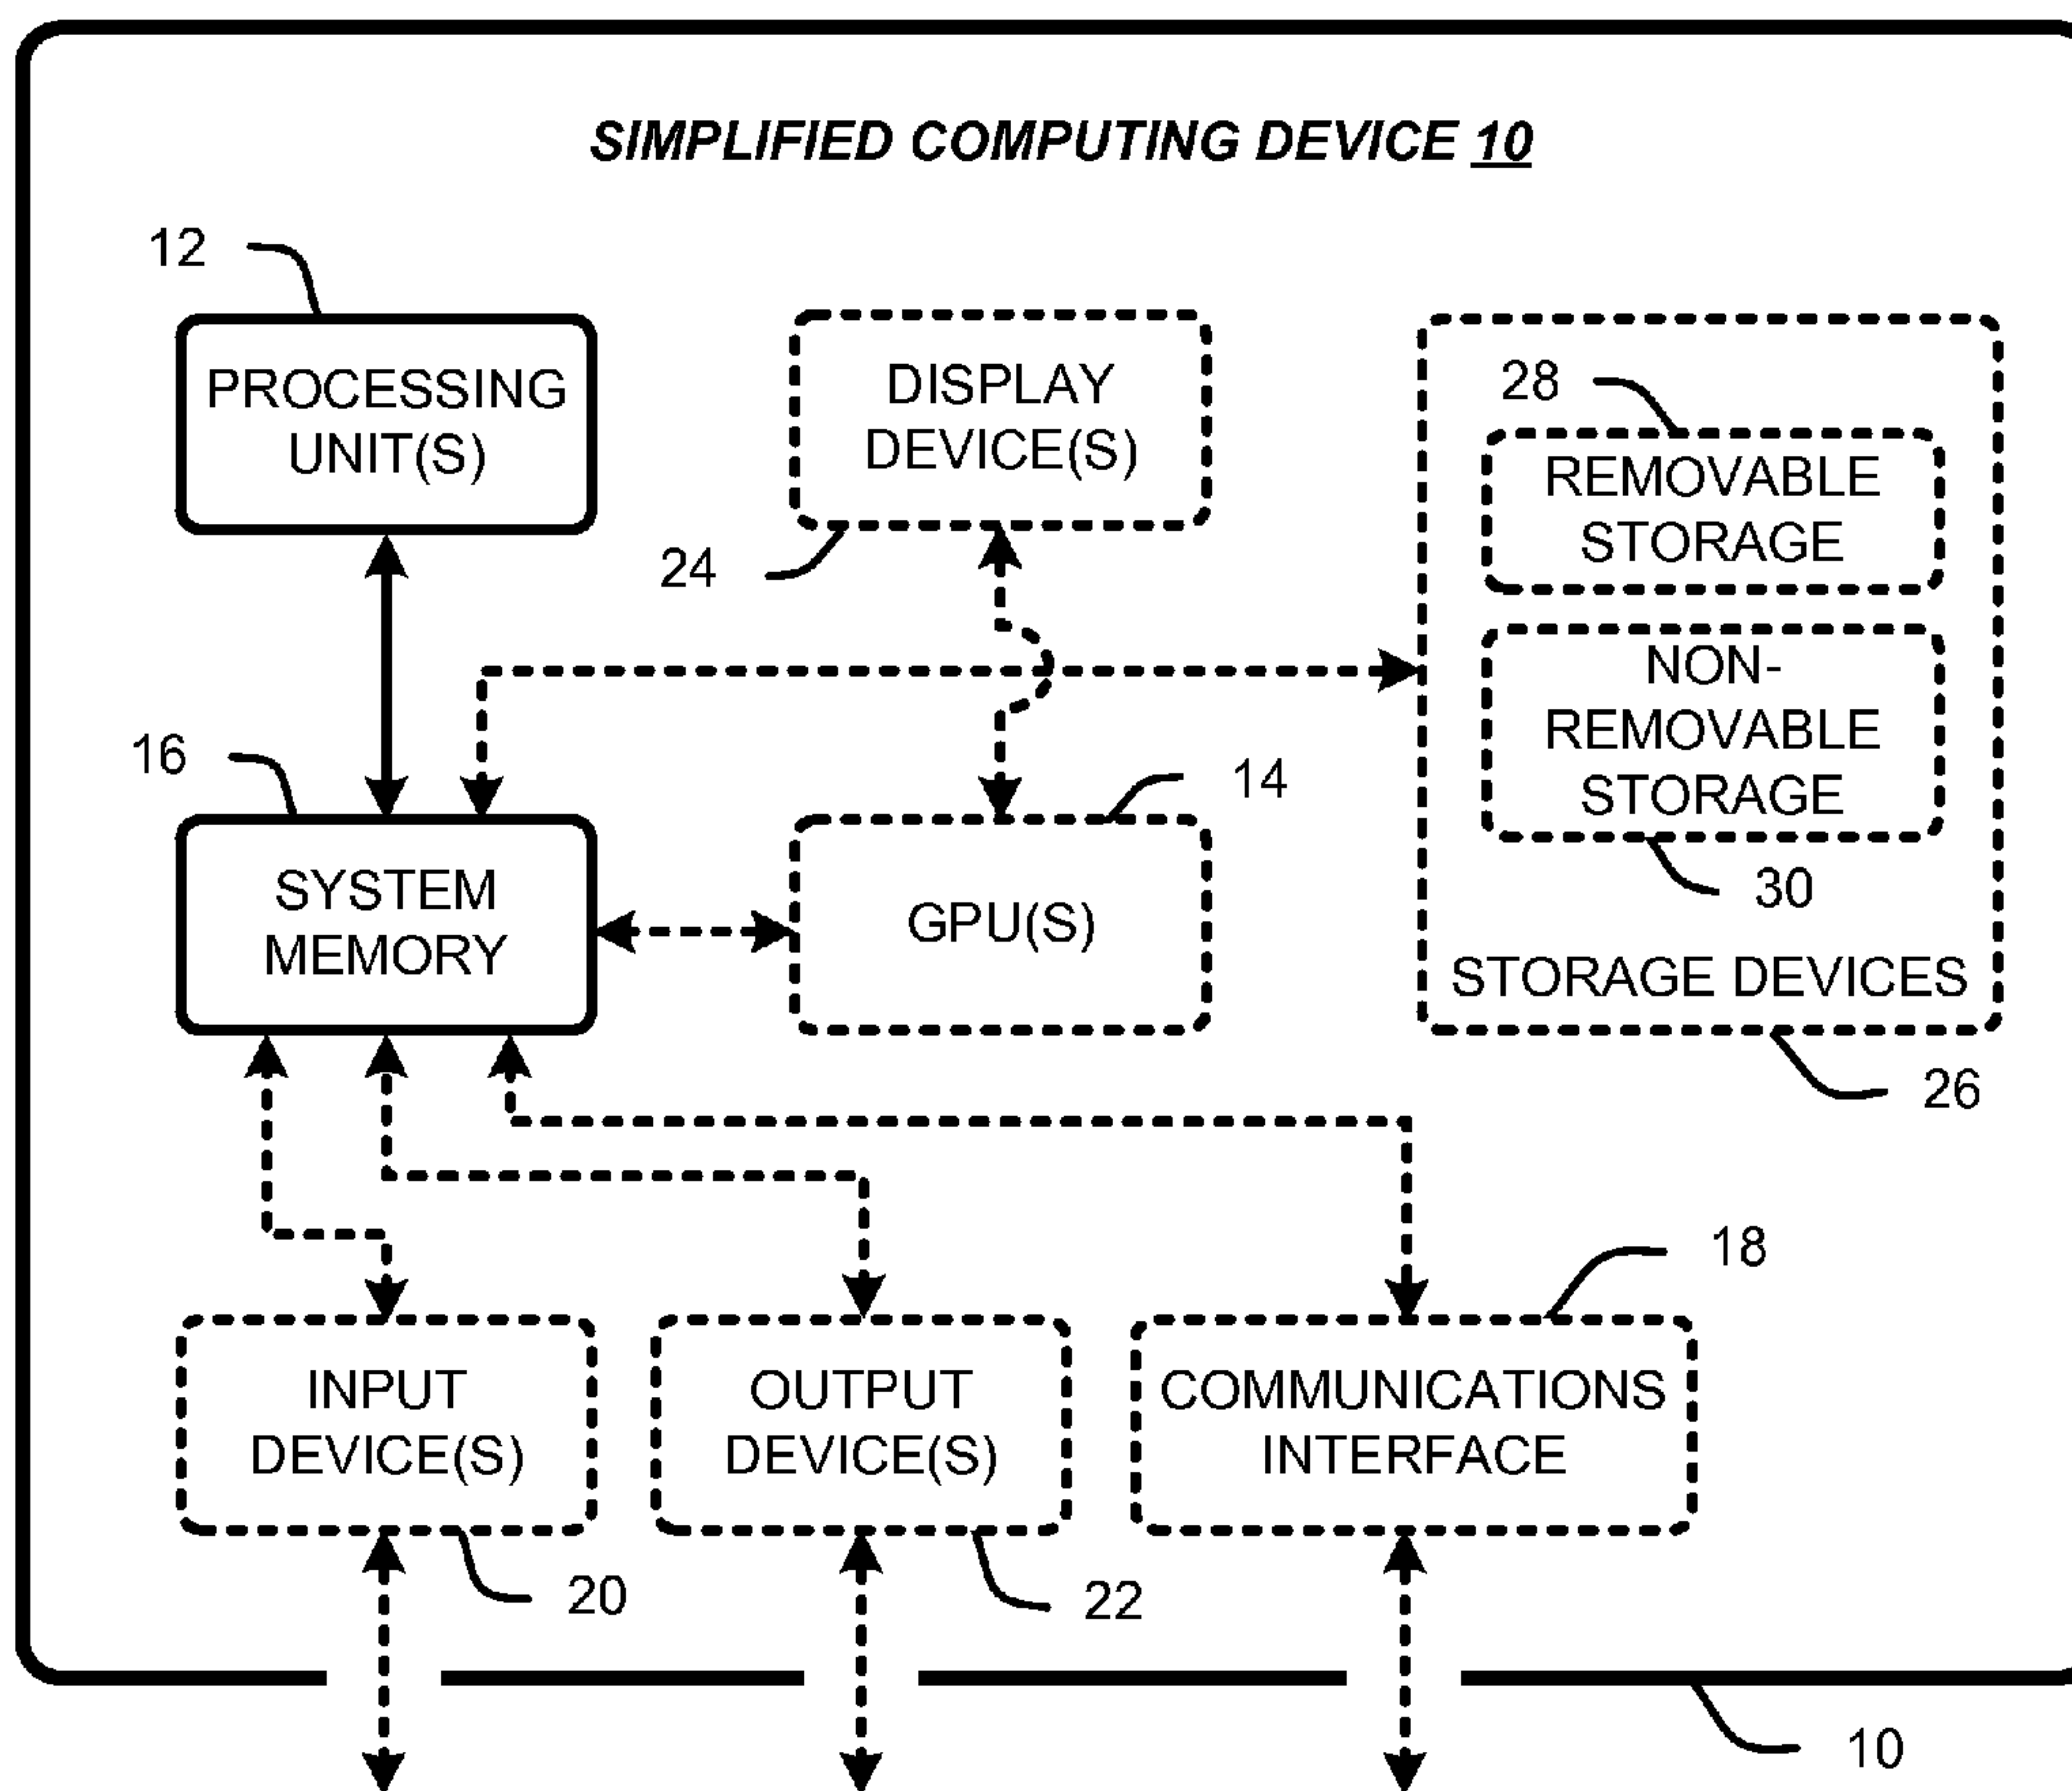 SIMPLIFIED COMPUTING DEVICE 10
12
PROCESSING
UNIT(S)
DISPLAY
DEVICE(S)
24
28
REMOVABLE
STORAGE
NON-
REMOVABLE
STORAGE
30
STORAGE DEVICES
26
16
SYSTEM
MEMORY
14
GPU(S)
18
INPUT
DEVICE(S)
20
OUTPUT
DEVICE(S)
22
COMMUNICATIONS
INTERFACE
10